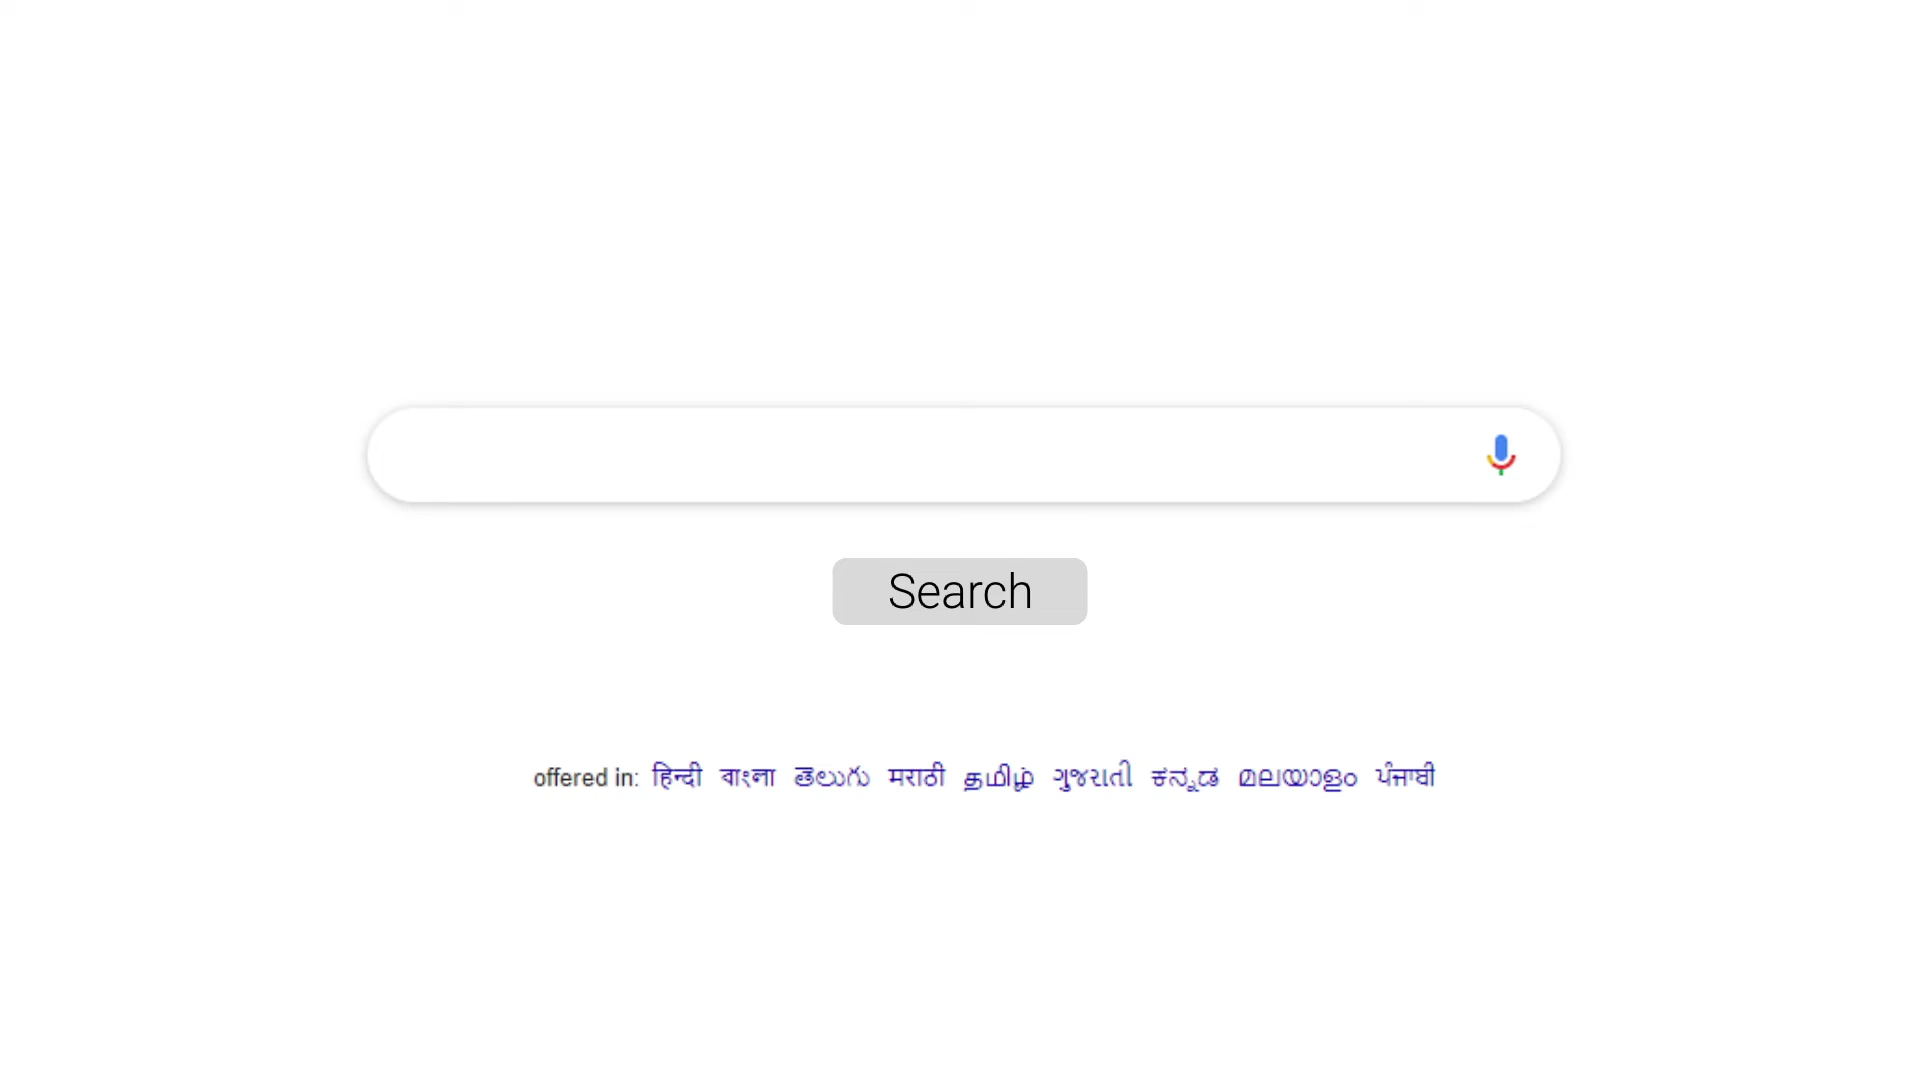 Search
offered in: हिन्दी বাংলা తెలుగు मराठी தமிழ் ગુજરાતી ಕನ್ನಡ മലയാളം ਪੰਜਾਬੀ